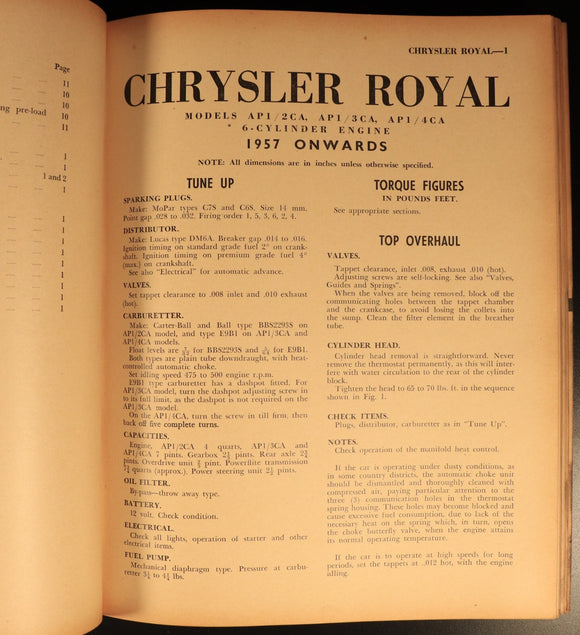 Page
11
10
10
ing pre-load 10
11
1
1
1 and 2
1
1
1
1
1
1
1
1
1
CHRYSLER ROYAL—1
CHRYSLER ROYAL
MODELS AP1/2CA, AP1/3CA, AP1/4CA
6-CYLINDER ENGINE
1957 ONWARDS
NOTE: All dimensions are in inches unless otherwise specified.
TUNE UP
SPARKING PLUGS.
Make: MoPar types C7S and C6S. Size 14 mm.
Point gap .028 to .032. Firing order 1, 5, 3, 6, 2, 4.
DISTRIBUTOR.
Make: Lucas type DM6A. Breaker gap .014 to .016.
Ignition timing on standard grade fuel 2° on crank-
shaft. Ignition timing on premium grade fuel 4°
(max.) on crankshaft.
See also "Electrical" for automatic advance.
VALVES.
Set tappet clearance to .008 inlet and .010 exhaust
(hot).
CARBURETTER.
Make: Carter-Ball and Ball type BBS2293S on
AP1/2CA model, and type E9B1 on AP1/3CA and
AP1/4CA models.
Float levels are for BBS2293S and for E9B1.
Both types are plain tube downdraught, with heat-
controlled automatic choke.
Set idling speed 475 to 500 engine r.p.m.
E9B1 type carburetter has a dashpot fitted. For
AP1/3CA model, turn the dashpot adjusting screw in
to its full limit, as the dashpot is not required on the
AP1/3CA model.
On the AP1/4CA, turn the screw in till firm, then
back off five complete turns.
CAPACITIES.
Engine, AP1/2CA 4 quarts, AP1/3CA and
AP1/4CA 7 pints. Gearbox 2¾ pints. Rear axle 2¾
pints. Overdrive unit pint. Powerflite transmission
quarts (approx.). Power steering unit 2½ pints.
OIL FILTER.
By-pass—throw away type.
BATTERY.
12 volt. Check condition.
ELECTRICAL.
Check all lights, operation of starter and other
electrical items.
FUEL PUMP.
Mechanical diaphragm type. Pressure at carbu-
retter to lbs.
TORQUE FIGURES
IN POUNDS FEET.
See appropriate sections.
TOP OVERHAUL
VALVES.
Tappet clearance, inlet .008, exhaust .010 (hot).
Adjusting screws are self-locking. See also "Valves,
Guides and Springs".
When the valves are being removed, block off the
communicating holes between the tappet chamber
and the crankcase, to avoid losing the collets into
the sump. Clean the filter element in the breather
tube.
CYLINDER HEAD.
Cylinder head removal is straightforward. Never
remove the thermostat permanently, as this will inter-
fere with water circulation to the rear of the cylinder
block.
Tighten the head to 65 to 70 lbs. ft. in the sequence
shown in Fig. 1.
CHECK ITEMS.
Plugs, distributor, carburetter as in "Tune Up".
NOTES.
Check operation of the manifold heat control.
If the car is operating under dusty conditions, as
in some country districts, the automatic choke unit
should be dismantled and thoroughly cleaned with
compressed air, paying particular attention to the
three (3) communication holes in the thermostat
spring housing. These holes may become blocked and
cause excessive fuel consumption, due to lack of the
necessary heat on the spring which, in turn, opens
the choke butterfly valve, when the engine attains
its normal operating temperature.
If the car is to operate at high speeds for long
periods, set the tappets at .012 hot, with the engine
idling.